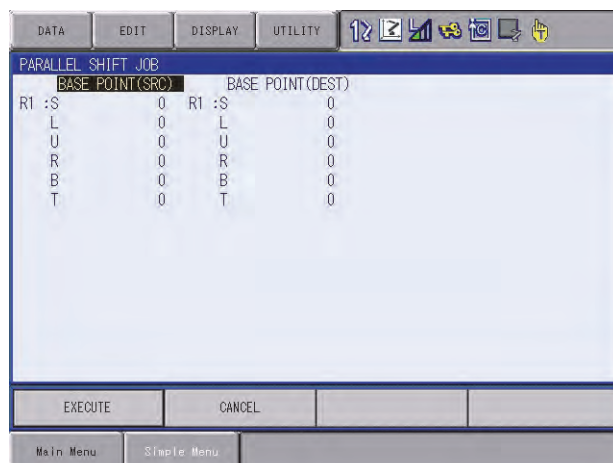 DATA EDIT DISPLAY UTILITY
PARALLEL SHIFT JOB
BASE POINT(SRC) BASE POINT(DEST)
R1 :S 0 R1 :S 0
L 0 L 0
U 0 U 0
R 0 R 0
B 0 B 0
T 0 T 0
EXECUTE CANCEL
Main Menu Simple Menu